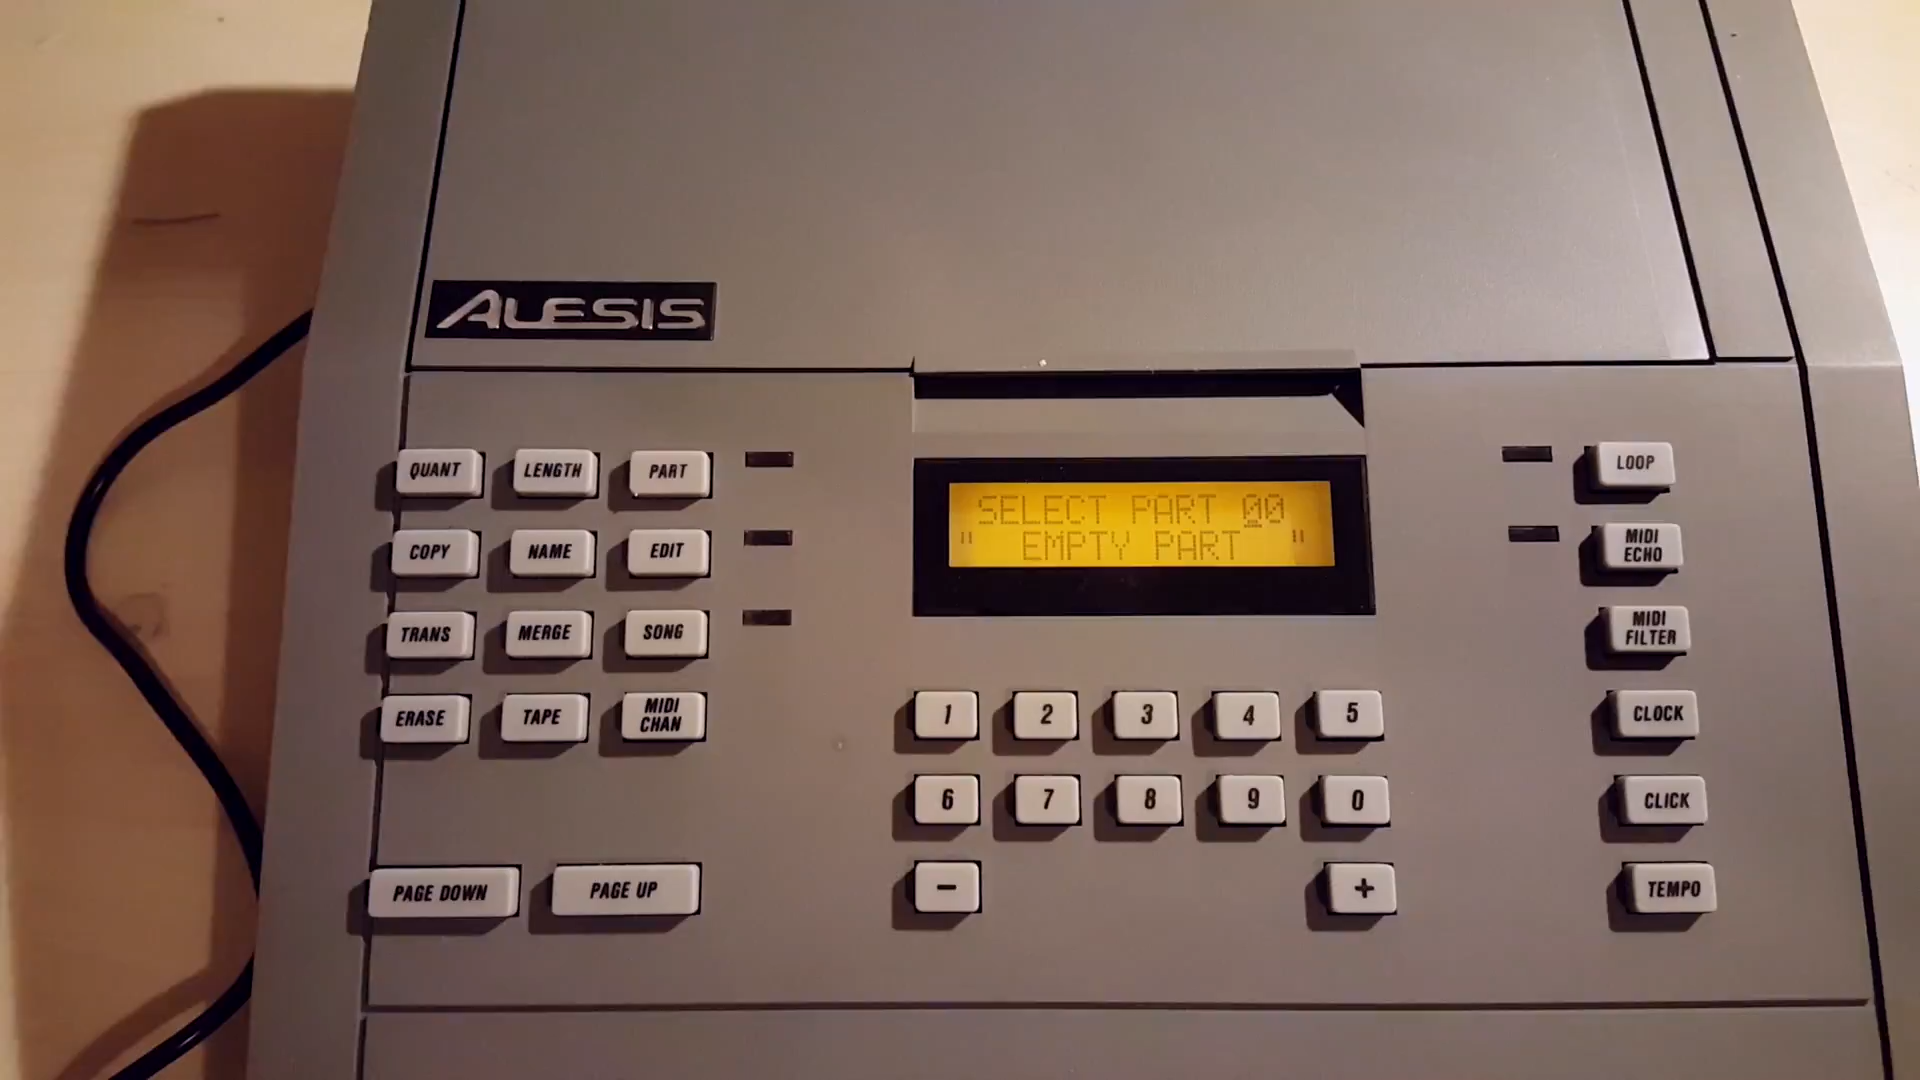 ALESIS
SELECT PART 00
" EMPTY PART "
QUANT LENGTH PART
COPY NAME EDIT
TRANS MERGE SONG
ERASE TAPE MIDI CHAN
PAGE DOWN PAGE UP
1 2 3 4 5
6 7 8 9 0
- +
LOOP
MIDI
ECHO
MIDI
FILTER
CLOCK
CLICK
TEMPO